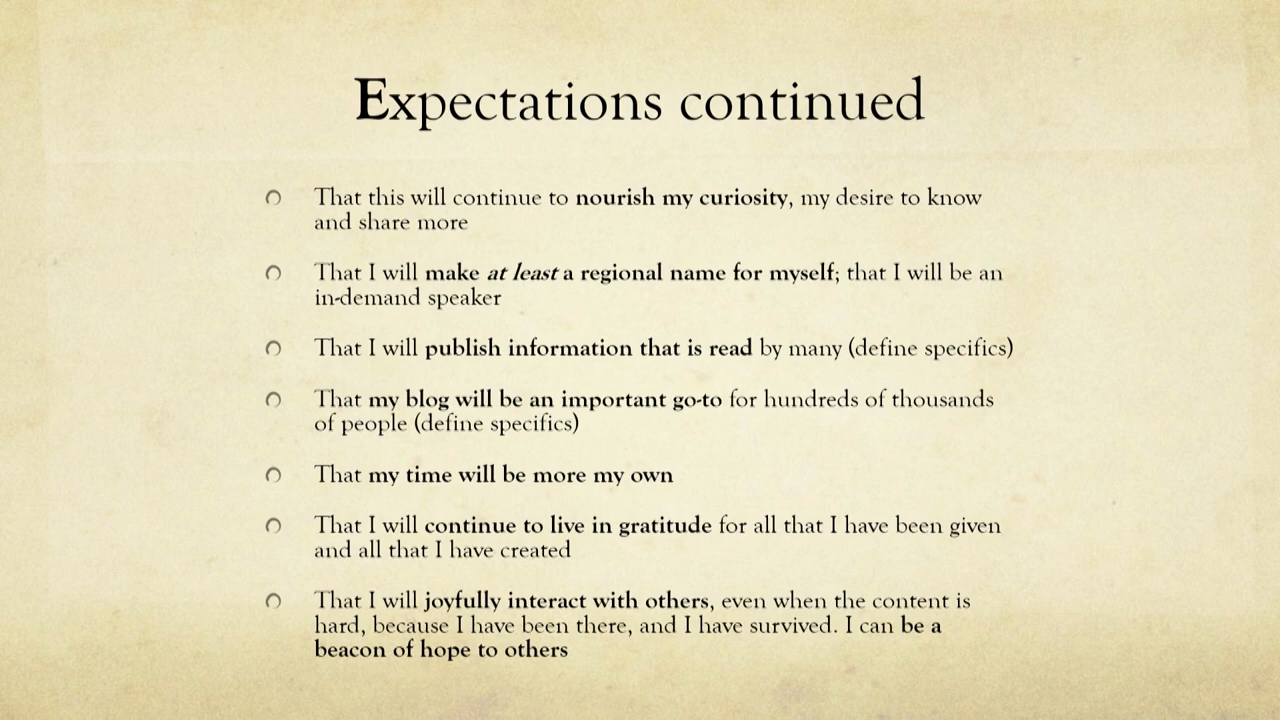 Expectations continued
That this will continue to nourish my curiosity, my desire to know
and share more
That I will make at least a regional name for myself; that I will be an
in-demand speaker
That I will publish information that is read by many (define specifics)
That my blog will be an important go-to for hundreds of thousands
of people (define specifics)
That my time will be more my own
That I will continue to live in gratitude for all that I have been given
and all that I have created
That I will joyfully interact with others, even when the content is
hard, because I have been there, and I have survived. I can be a
beacon of hope to others